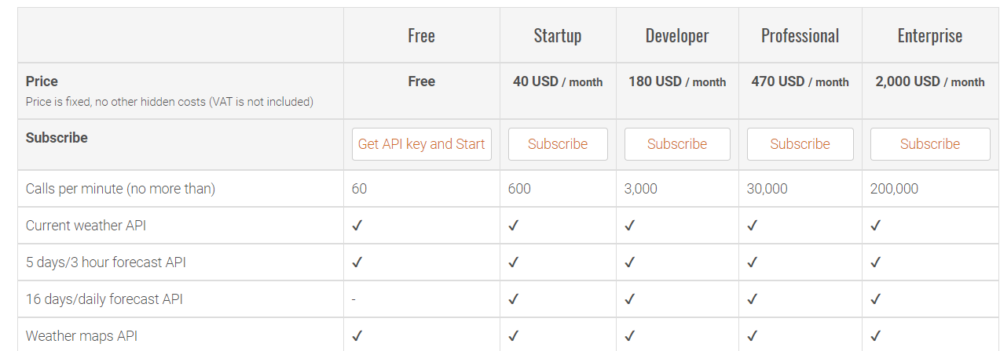 Free Startup Developer Professional Enterprise
Price Free 40 USD / month 180 USD / month 470 USD / month 2,000 USD / month
Price is fixed, no other hidden costs (VAT is not included)
Subscribe Get API key and Start Subscribe Subscribe Subscribe Subscribe
Calls per minute (no more than) 60 600 3,000 30,000 200,000
Current weather API ✓ ✓ ✓ ✓ ✓
5 days/3 hour forecast API ✓ ✓ ✓ ✓ ✓
16 days/daily forecast API - ✓ ✓ ✓ ✓
Weather maps API ✓ ✓ ✓ ✓ ✓